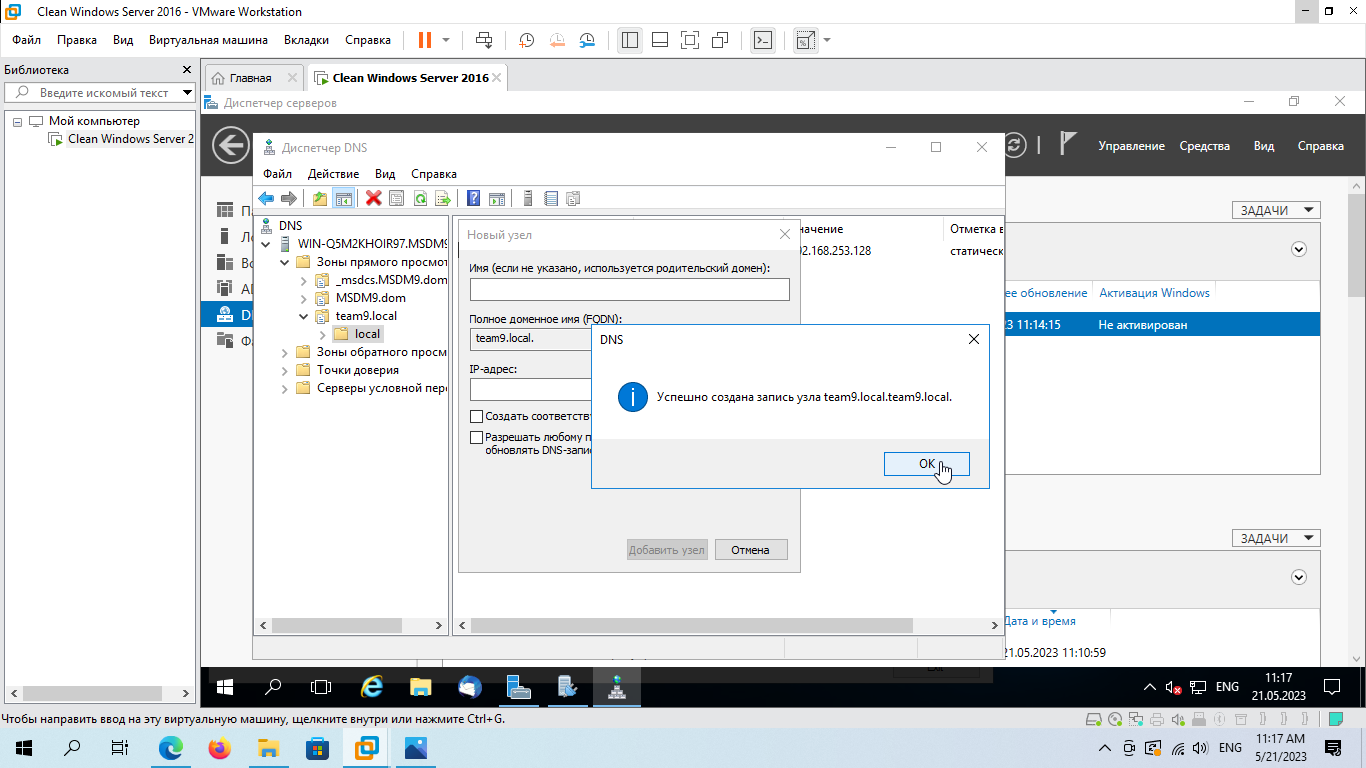 Clean Windows Server 2016 - VMware Workstation
Файл Правка Вид Виртуальная машина Вкладки Справка
Библиотека
Введите искомый текст
Мой компьютер
Clean Windows Server 2
Главная
Clean Windows Server 2016
Диспетчер серверов
Управление Средства Вид Справка
Диспетчер DNS
Файл Действие Вид Справка
DNS
WIN-Q5M2KHOIR97.MSDM9
Зоны прямого просмот
_msdcs.MSDM9.dom
MSDM9.dom
team9.local
local
Зоны обратного просм
Точки доверия
Серверы условной пере
начение
Отметка в
92.168.253.128
статическ
Новый узел
Имя (если не указано, используется родительский домен):
Полное доменное имя (FQDN):
team9.local.
IP-адрес:
Создать соответств
Разрешать любому п
обновлять DNS-запис
Добавить узел
Отмена
DNS
Успешно создана запись узла team9.local.team9.local.
OK
ЗАДАЧИ
ее обновление
Активация Windows
23 11:14:15
Не активирован
ЗАДАЧИ
Дата и время
21.05.2023 11:10:59
ENG
11:17
21.05.2023
Чтобы направить ввод на эту виртуальную машину, щелкните внутри или нажмите Ctrl+G.
ENG
11:17 AM
5/21/2023